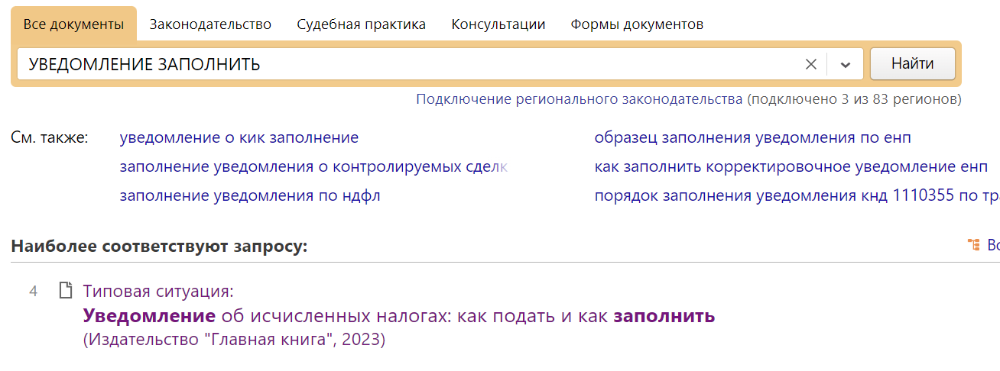 Все документы Законодательство Судебная практика Консультации Формы документов
УВЕДОМЛЕНИЕ ЗАПОЛНИТЬ Найти
Подключение регионального законодательства (подключено 3 из 83 регионов)
См. также: уведомление о кик заполнение образец заполнения уведомления по енп
заполнение уведомления о контролируемых сделк как заполнить корректировочное уведомление енп
заполнение уведомления по ндфл порядок заполнения уведомления кнд 1110355 по
Наиболее соответствуют запросу:
4 Типовая ситуация:
Уведомление об исчисленных налогах: как подать и как заполнить
(Издательство "Главная книга", 2023)